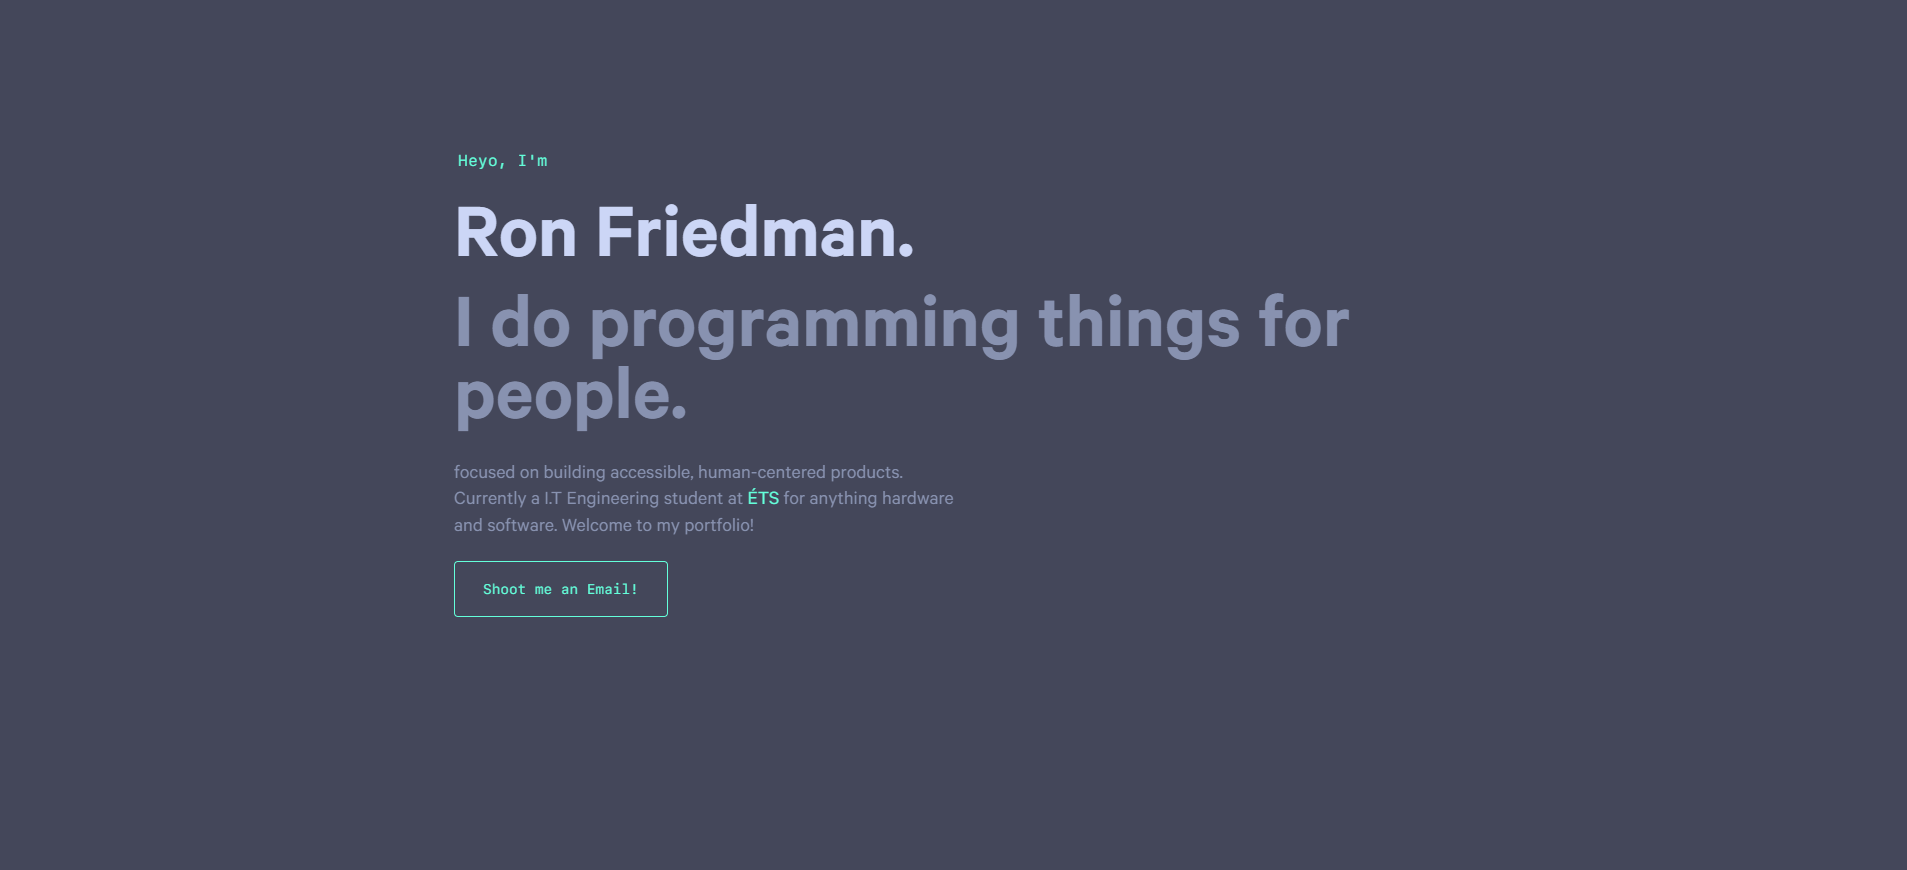 Heyo, I'm
Ron Friedman.
I do programming things for
people.
focused on building accessible, human-centered products.
Currently a I.T Engineering student at ÉTS for anything hardware
and software. Welcome to my portfolio!
Shoot me an Email!